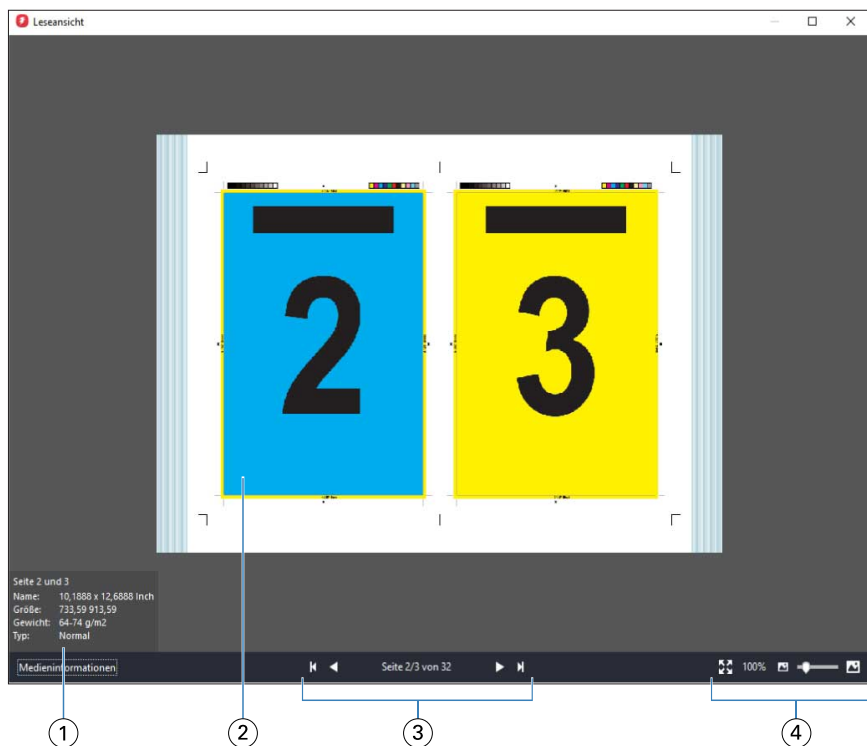 Leseansicht
2
3
Seite 2 und 3
Name: 10,1888 x 12,6888 Inch
Größe: 733,59 913,59
Gewicht: 64-74 g/m2
Typ: Normal
Medieninformationen
Seite 2/3 von 32
100%
1
2
3
4